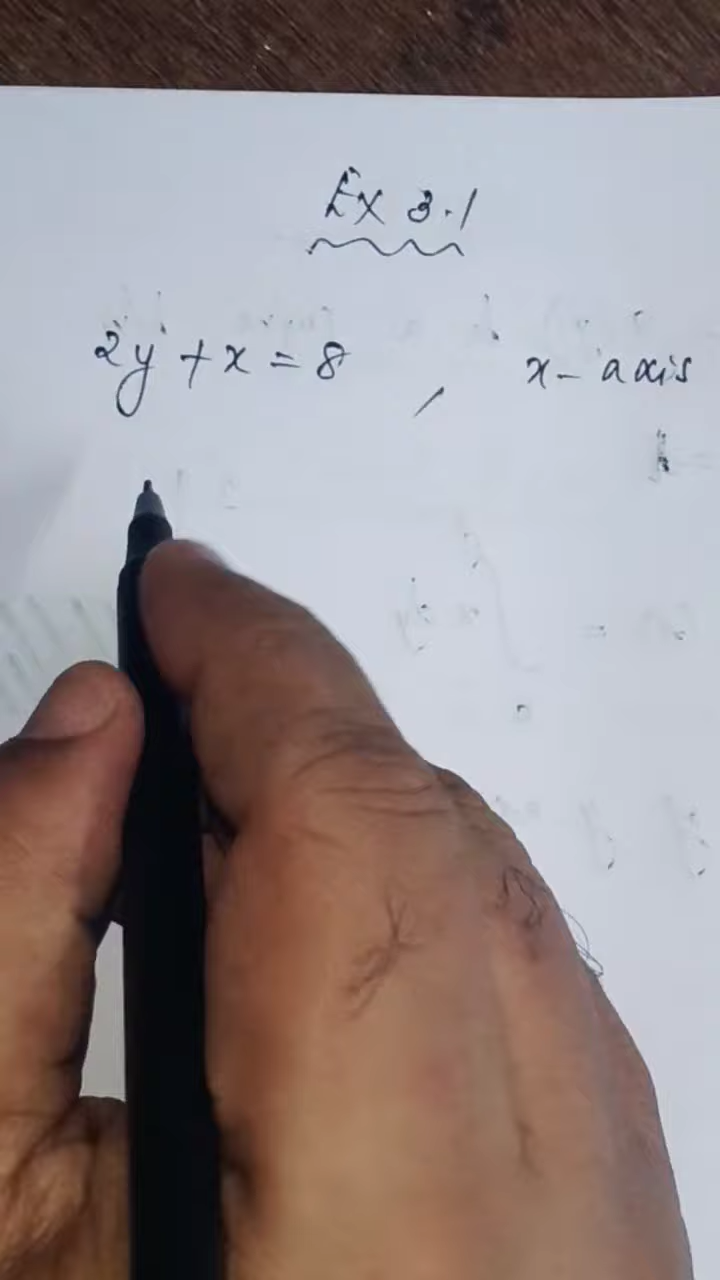 Ex 3.1
2y + x = 8 , x - axis